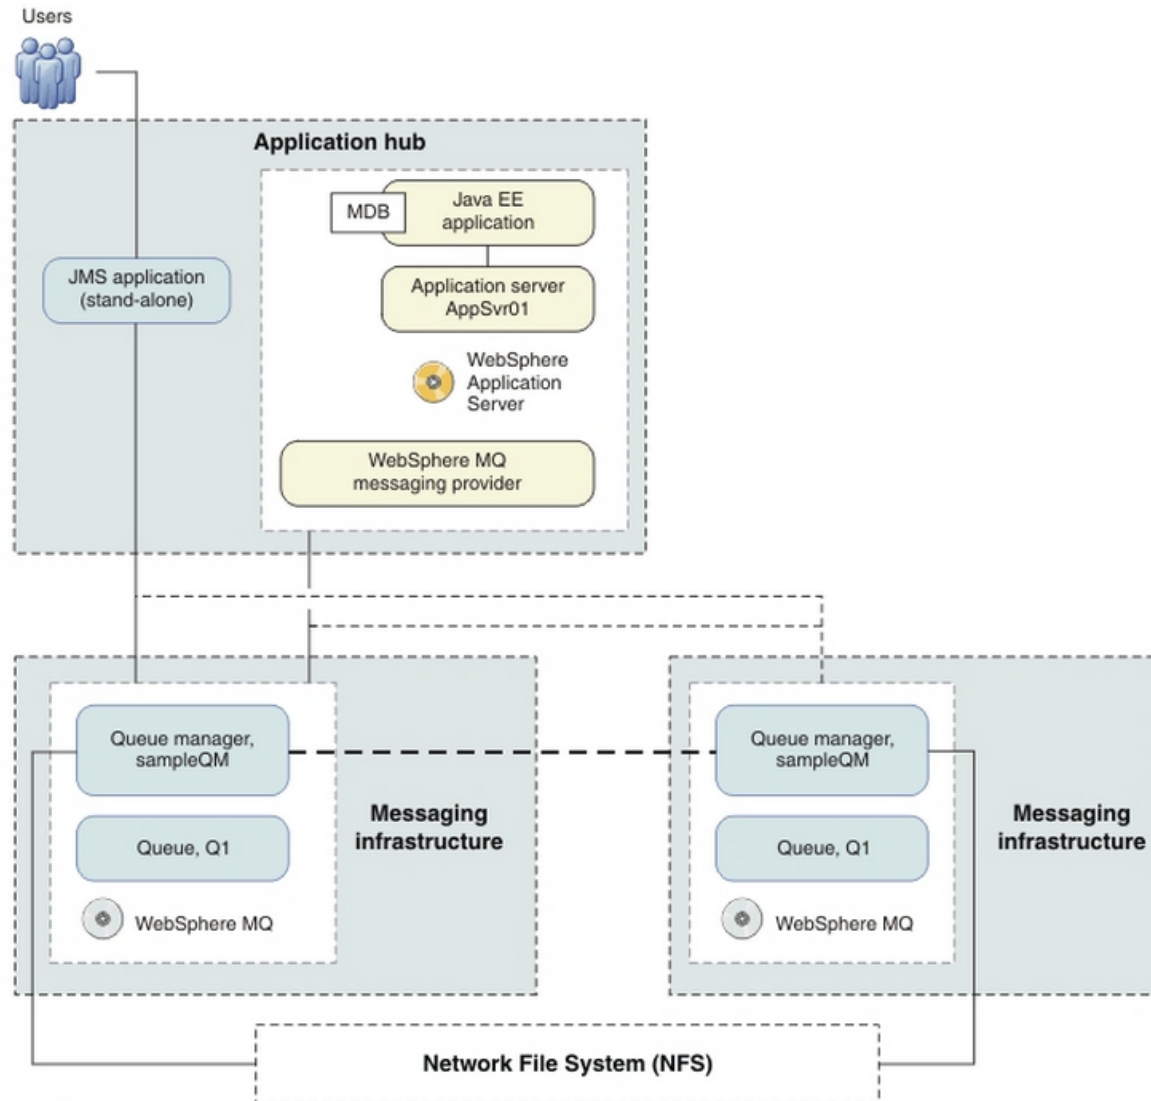 Users
Application hub
MDB
Java EE
application
JMS application
(stand-alone)
Application server
AppSvr01
WebSphere
Application
Server
WebSphere MQ
messaging provider
Queue manager,
sampleQM
Messaging
infrastructure
Queue, Q1
WebSphere MQ
Queue manager,
sampleQM
Messaging
infrastructure
Queue, Q1
WebSphere MQ
Network File System (NFS)